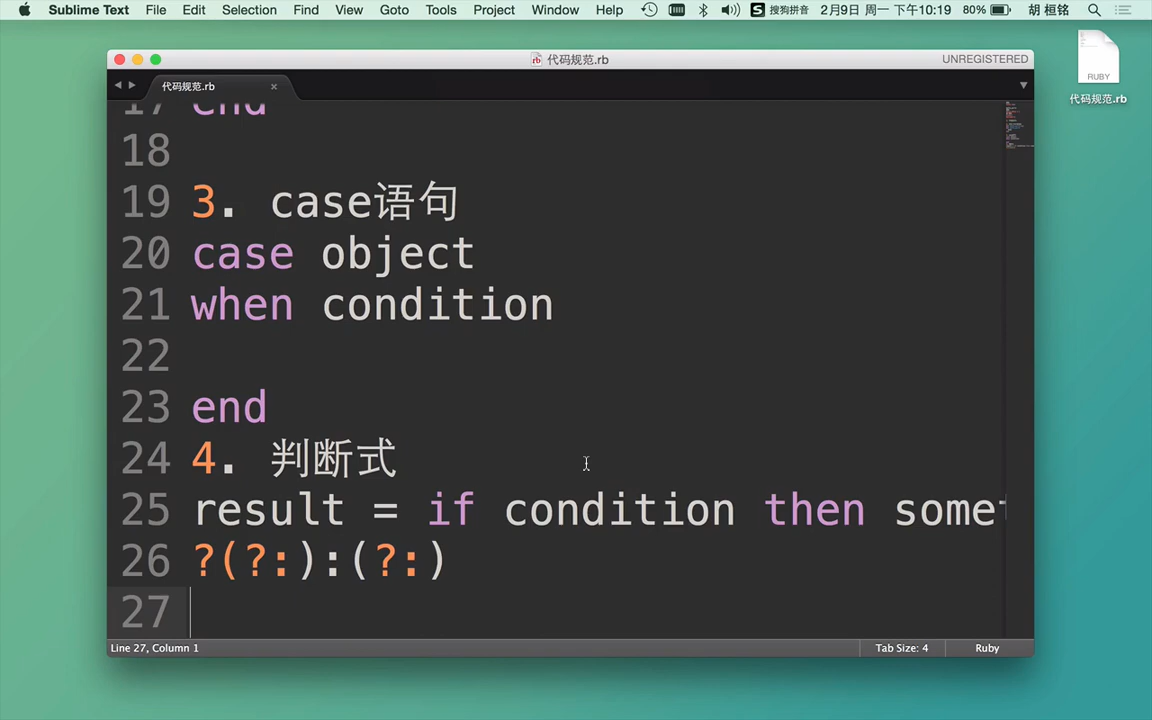 Sublime Text File Edit Selection Find View Goto Tools Project Window Help S 搜狗拼音 2月9日 周一 下午10:19 80% 胡 桓铭
rb 代码规范.rb UNREGISTERED
代码规范.rb ×
RUBY
代码规范.rb
17 end
18
19 3. case语句
20 case object
21 when condition
22
23 end
24 4. 判断式
25 result = if condition then somet
26 ?(?:):(?:)
27
Line 27, Column 1 Tab Size: 4 Ruby